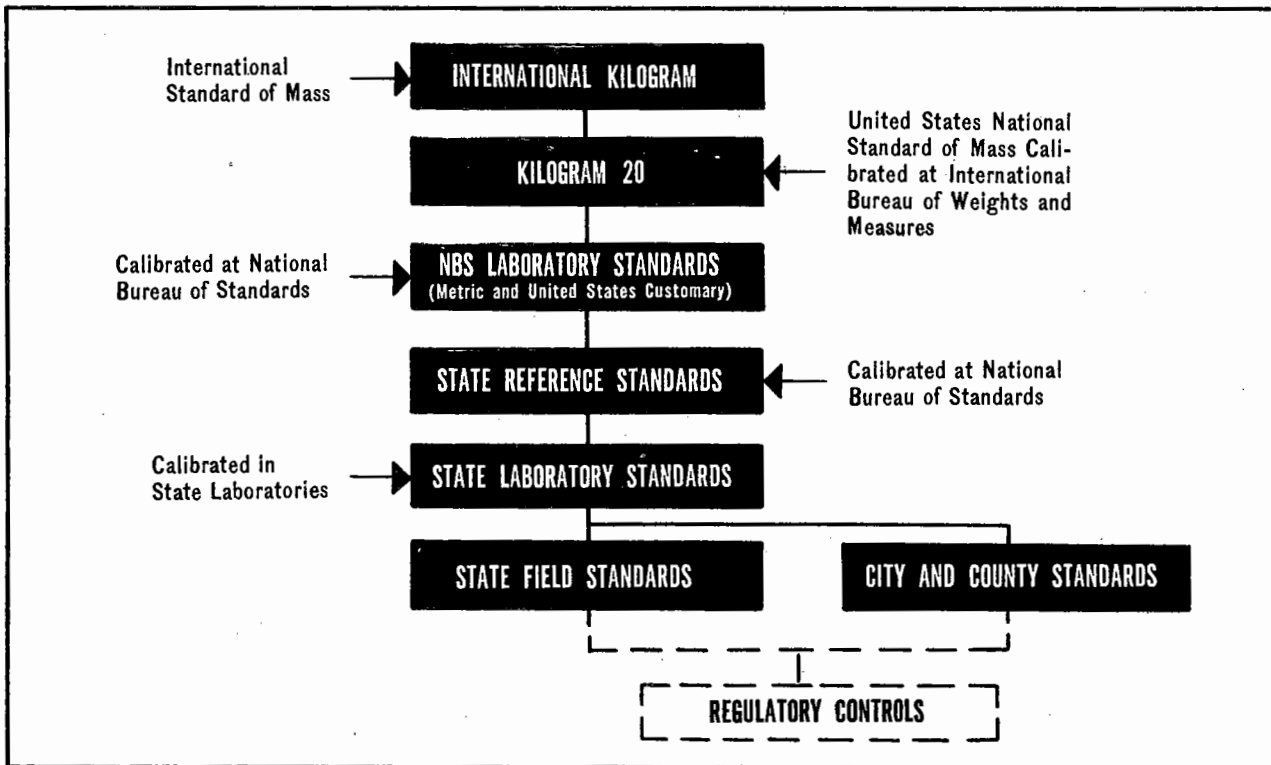 International
Standard of Mass
INTERNATIONAL KILOGRAM
KILOGRAM 20
United States National
Standard of Mass Cali-
brated at International
Bureau of Weights and
Measures
Calibrated at National
Bureau of Standards
NBS LABORATORY STANDARDS
(Metric and United States Customary)
STATE REFERENCE STANDARDS
Calibrated at National
Bureau of Standards
Calibrated in
State Laboratories
STATE LABORATORY STANDARDS
STATE FIELD STANDARDS
CITY AND COUNTY STANDARDS
REGULATORY CONTROLS